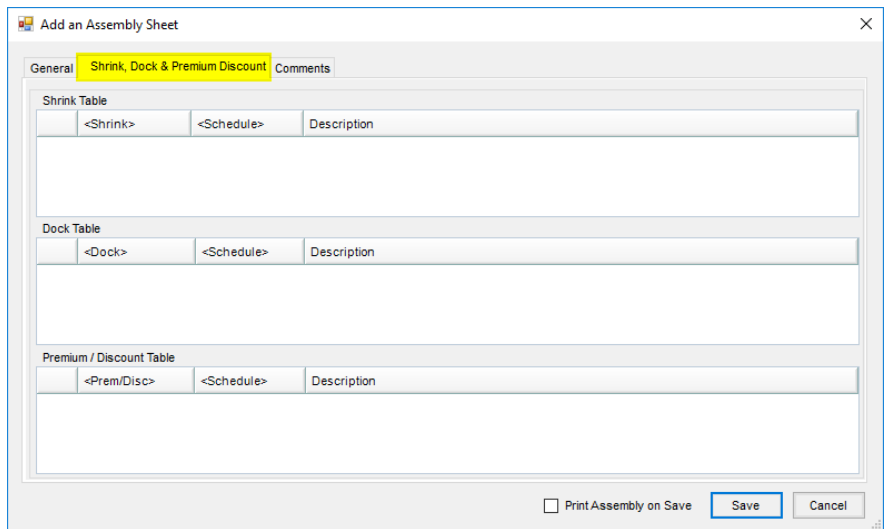 Add an Assembly Sheet
General Shrink, Dock & Premium Discount Comments
Shrink Table
<Shrink> <Schedule> Description
Dock Table
<Dock> <Schedule> Description
Premium / Discount Table
<Prem/Disc> <Schedule> Description
Print Assembly on Save Save Cancel